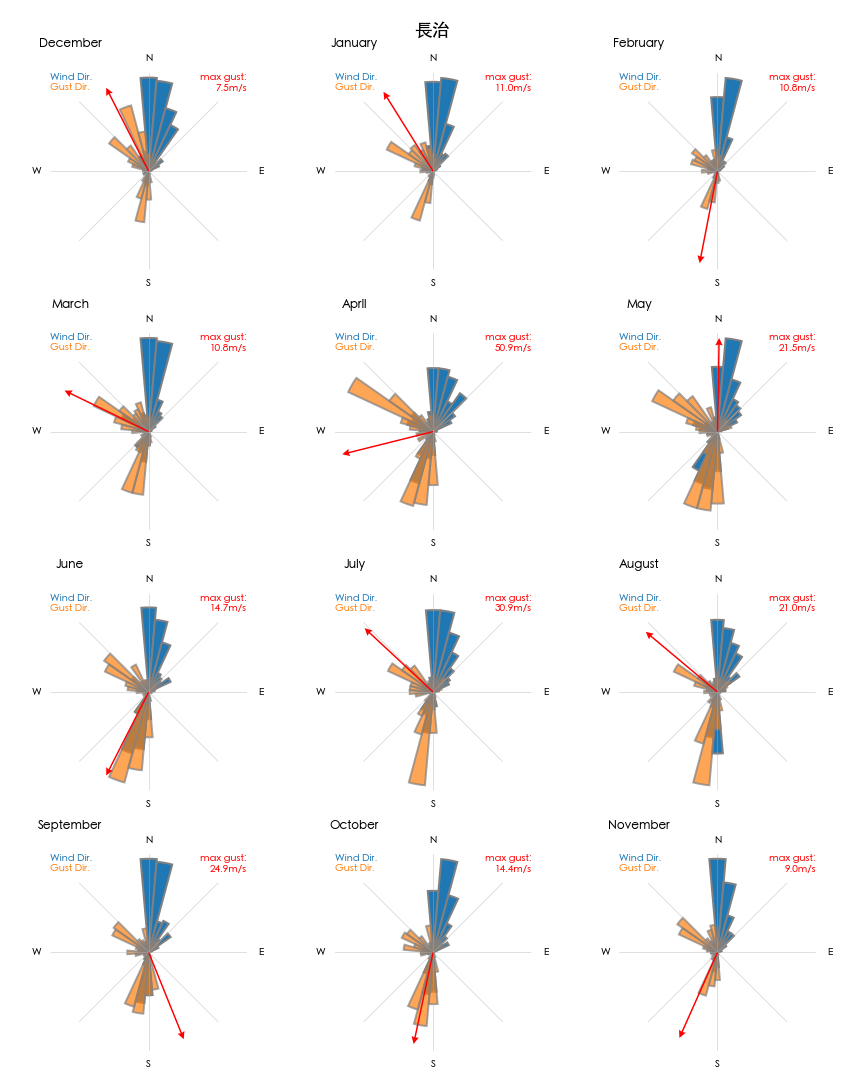 長治
December
January
February
N
N
N
Wind Dir.
Gust Dir.
max gust:
7.5m/s
Wind Dir.
Gust Dir.
max gust:
11.0m/s
Wind Dir.
Gust Dir.
max gust:
10.8m/s
W
E
W
E
W
E
S
S
S
March
April
May
N
N
N
Wind Dir.
Gust Dir.
max gust:
10.8m/s
Wind Dir.
Gust Dir.
max gust:
50.9m/s
Wind Dir.
Gust Dir.
max gust:
21.5m/s
W
E
W
E
W
E
S
S
S
June
July
August
N
N
N
Wind Dir.
Gust Dir.
max gust:
14.7m/s
Wind Dir.
Gust Dir.
max gust:
30.9m/s
Wind Dir.
Gust Dir.
max gust:
21.0m/s
W
E
W
E
W
E
S
S
S
September
October
November
N
N
N
Wind Dir.
Gust Dir.
max gust:
24.9m/s
Wind Dir.
Gust Dir.
max gust:
14.4m/s
Wind Dir.
Gust Dir.
max gust:
9.0m/s
W
E
W
E
W
E
S
S
S